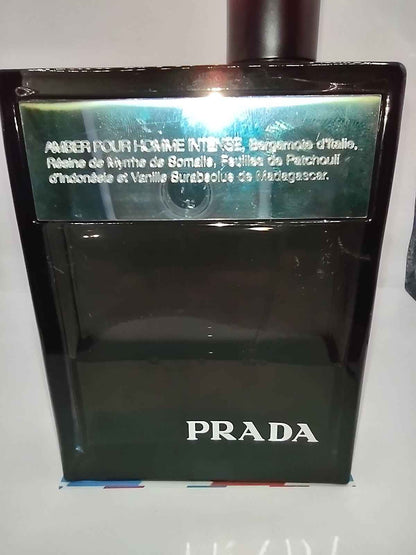 AMBER POUR HOMME INTENSE, Bergamote d'Italie,
Résine de Myrrhe de Somalie, Feuilles de Patchouli
d'Indonésie et Vanille Surabsolue de Madagascar.
PRADA